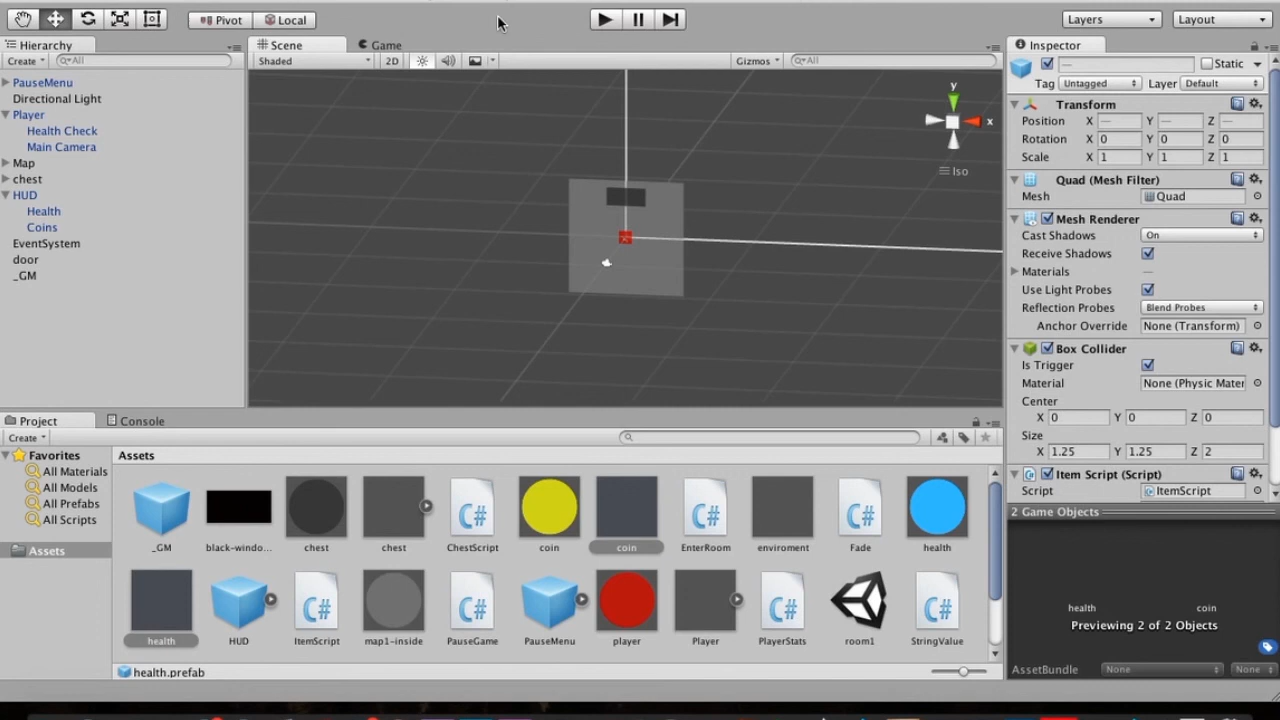 Pivot Local Layers Layout
Hierarchy Scene Game Inspector
Create All Shaded 2D Gizmos All Static
Tag Untagged Layer Default
PauseMenu
Directional Light
Player
Health Check
Main Camera
Map
chest
HUD
Health
Coins
EventSystem
door
_GM
y
x
Iso
Transform
Position X — Y — Z —
Rotation X 0 Y 0 Z 0
Scale X 1 Y 1 Z 1
Quad (Mesh Filter)
Mesh Quad
Mesh Renderer
Cast Shadows On
Receive Shadows
Materials —
Use Light Probes
Reflection Probes Blend Probes
Anchor Override None (Transform)
Box Collider
Is Trigger
Material None (Physic Mater
Center
X 0 Y 0 Z 0
Size
X 1.25 Y 1.25 Z 2
Item Script (Script)
Script ItemScript
Project Console
Create
Favorites
All Materials
All Models
All Prefabs
All Scripts
Assets
Assets
C# C# C#
_GM black-windo... chest chest ChestScript coin coin EnterRoom enviroment Fade health
C# C# C# C#
health HUD ItemScript map1-inside PauseGame PauseMenu player Player PlayerStats room1 StringValue
health.prefab
2 Game Objects
health coin
Previewing 2 of 2 Objects
AssetBundle None None